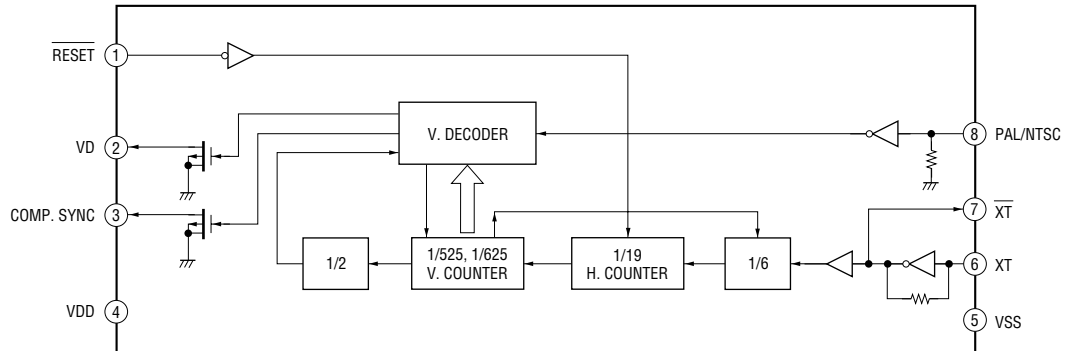 RESET 1
V. DECODER
VD 2
8 PAL/NTSC
COMP. SYNC 3
7 XT
1/2
1/525, 1/625
V. COUNTER
1/19
H. COUNTER
1/6
6 XT
VDD 4
5 VSS